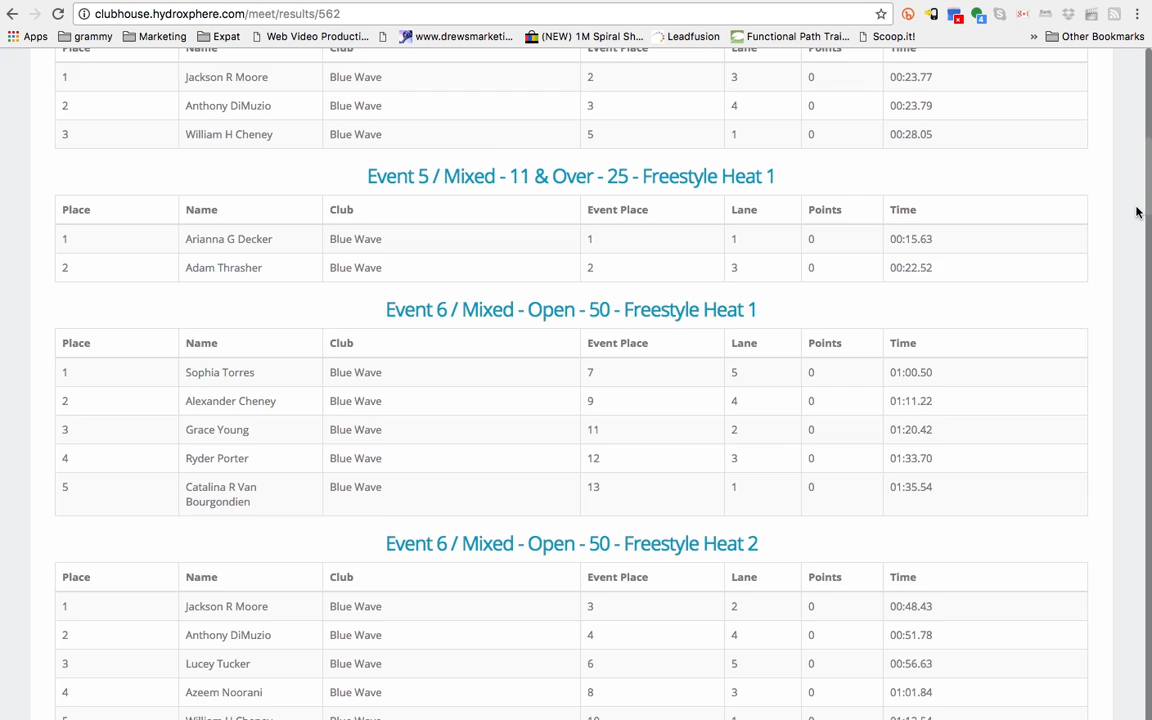 clubhouse.hydroxsphere.com/meet/results/562
Apps grammy Marketing Expat Web Video Producti... www.drewsmarketi... (NEW) 1M Spiral Sh... Leadfusion Functional Path Trai... Scoop.it! » Other Bookmarks
Place Name Club Event Place Lane Points Time
1 Jackson R Moore Blue Wave 2 3 0 00:23.77
2 Anthony DiMuzio Blue Wave 3 4 0 00:23.79
3 William H Cheney Blue Wave 5 1 0 00:28.05
Event 5 / Mixed - 11 & Over - 25 - Freestyle Heat 1
Place Name Club Event Place Lane Points Time
1 Arianna G Decker Blue Wave 1 1 0 00:15.63
2 Adam Thrasher Blue Wave 2 3 0 00:22.52
Event 6 / Mixed - Open - 50 - Freestyle Heat 1
Place Name Club Event Place Lane Points Time
1 Sophia Torres Blue Wave 7 5 0 01:00.50
2 Alexander Cheney Blue Wave 9 4 0 01:11.22
3 Grace Young Blue Wave 11 2 0 01:20.42
4 Ryder Porter Blue Wave 12 3 0 01:33.70
5 Catalina R Van Blue Wave 13 1 0 01:35.54
Bourgondien
Event 6 / Mixed - Open - 50 - Freestyle Heat 2
Place Name Club Event Place Lane Points Time
1 Jackson R Moore Blue Wave 3 2 0 00:48.43
2 Anthony DiMuzio Blue Wave 4 4 0 00:51.78
3 Lucey Tucker Blue Wave 6 5 0 00:56.63
4 Azeem Noorani Blue Wave 8 3 0 01:01.84